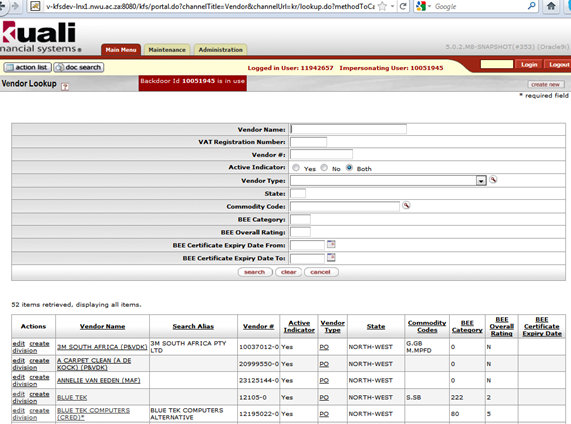 v-kfsdev-lnx1.nwu.ac.za:8080/kfs/portal.do?channelTitle=Vendor&channelUrl=kr/lookup.do?methodToCa
Google
kuali
nancial systems
Main Menu Maintenance Administration
5.0.2.M8-SNAPSHOT(#353) (Oracle9i)
action list doc search
Logged in User: 11942657 Impersonating User: 10051945
Login Logout
Vendor Lookup ?
Backdoor Id 10051945 is in use
create new
* required field
Vendor Name:
VAT Registration Number:
Vendor #:
Active Indicator: Yes No Both
Vendor Type:
State:
Commodity Code:
BEE Category:
BEE Overall Rating:
BEE Certificate Expiry Date From:
BEE Certificate Expiry Date To:
search clear cancel
52 items retrieved, displaying all items.
Actions Vendor Name Search Alias Vendor # Active Indicator Vendor Type State Commodity Codes BEE Category BEE Overall Rating BEE Certificate Expiry Date
edit create division 3M SOUTH AFRICA (P&VDK) 3M SOUTH AFRICA PTY LTD 10037012-0 Yes PO NORTH-WEST G.GB M.MPFD 0 N
edit create division A CARPET CLEAN (A DE KOCK) (P&VDK) 20999550-0 Yes PO NORTH-WEST 0 N
edit create division ANNELIE VAN EEDEN (MAF) 23125144-0 Yes PO NORTH-WEST 0 N
edit create division BLUE TEK 12105-0 Yes PO NORTH-WEST S.SB 222 2
edit create division BLUE TEK COMPUTERS (CRED)* BLUE TEK COMPUTERS ALTERNATIVE 12195022-0 Yes PO NORTH-WEST 80 5